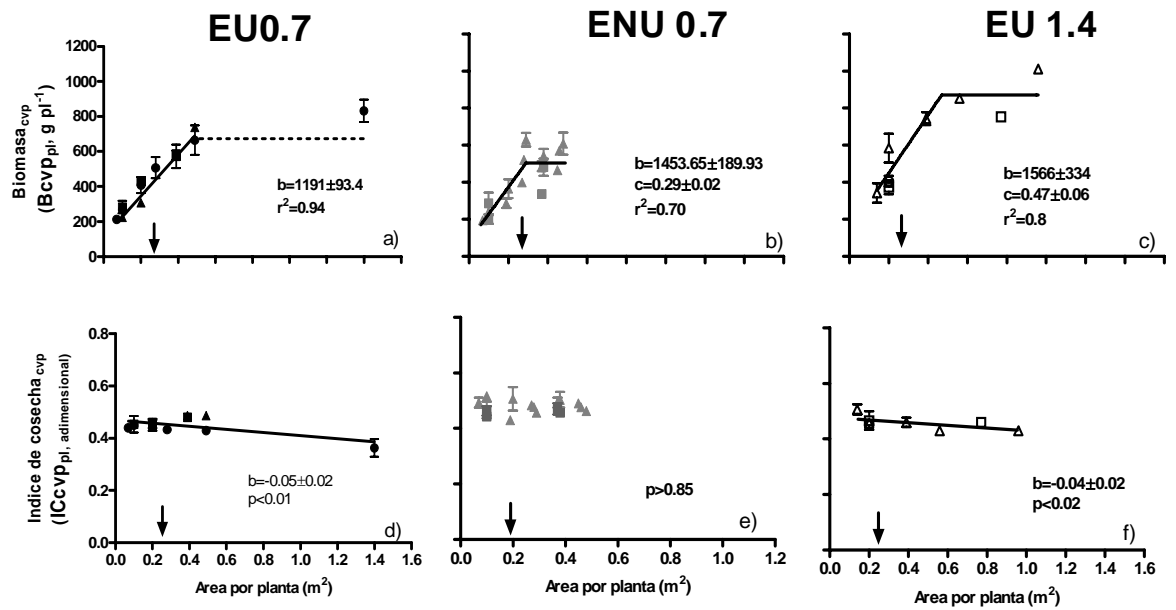 EU0.7
ENU 0.7
EU 1.4
Biomasa cvp
(Bcvp pl, g pl-1)
1200
1000
800
600
400
200
0
b=1191±93.4
r2=0.94
a)
b=1453.65±189.93
c=0.29±0.02
r2=0.70
b)
b=1566±334
c=0.47±0.06
r2=0.8
c)
Indice de cosecha cvp
(ICcvp pl, adimensional)
0.8
0.6
0.4
0.2
0.0
b=-0.05±0.02
p<0.01
d)
p>0.85
e)
b=-0.04±0.02
p<0.02
f)
0.0 0.2 0.4 0.6 0.8 1.0 1.2 1.4 1.6
0.0 0.2 0.4 0.6 0.8 1.0 1.2
0.0 0.2 0.4 0.6 0.8 1.0 1.2 1.4 1.6
Area por planta (m2)
Area por planta (m2)
Area por planta (m2)